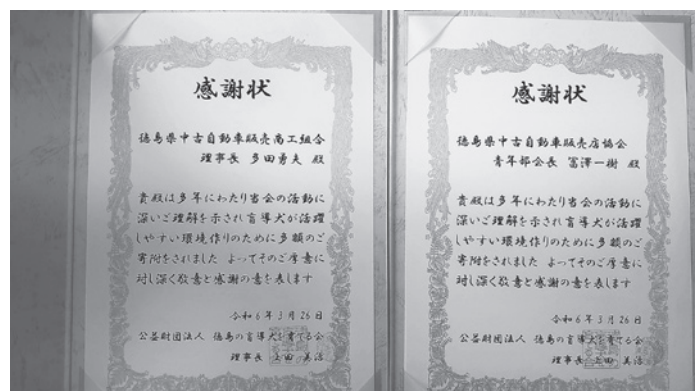 感謝状
徳島県中古自動車販売商工組合
理事長 多田勇夫 殿
貴殿は多年にわたり当会の活動に
深いご理解を示され盲導犬が活躍
しやすい環境作りのために多額のご
寄附をされました よってそのご厚意に
対し深く敬意と感謝の意を表します
令和6年3月26日
公益財団法人 徳島の盲導犬を育てる会
理事長
感謝状
徳島県中古自動車販売店協会
青年部会長 冨澤一樹 殿
貴殿は多年にわたり当会の活動に
深いご理解を示され盲導犬が活躍
しやすい環境作りのために多額のご
寄附をされました よってそのご厚意に
対し深く敬意と感謝の意を表します
令和6年3月26日
公益財団法人 徳島の盲導犬を育てる会
理事長